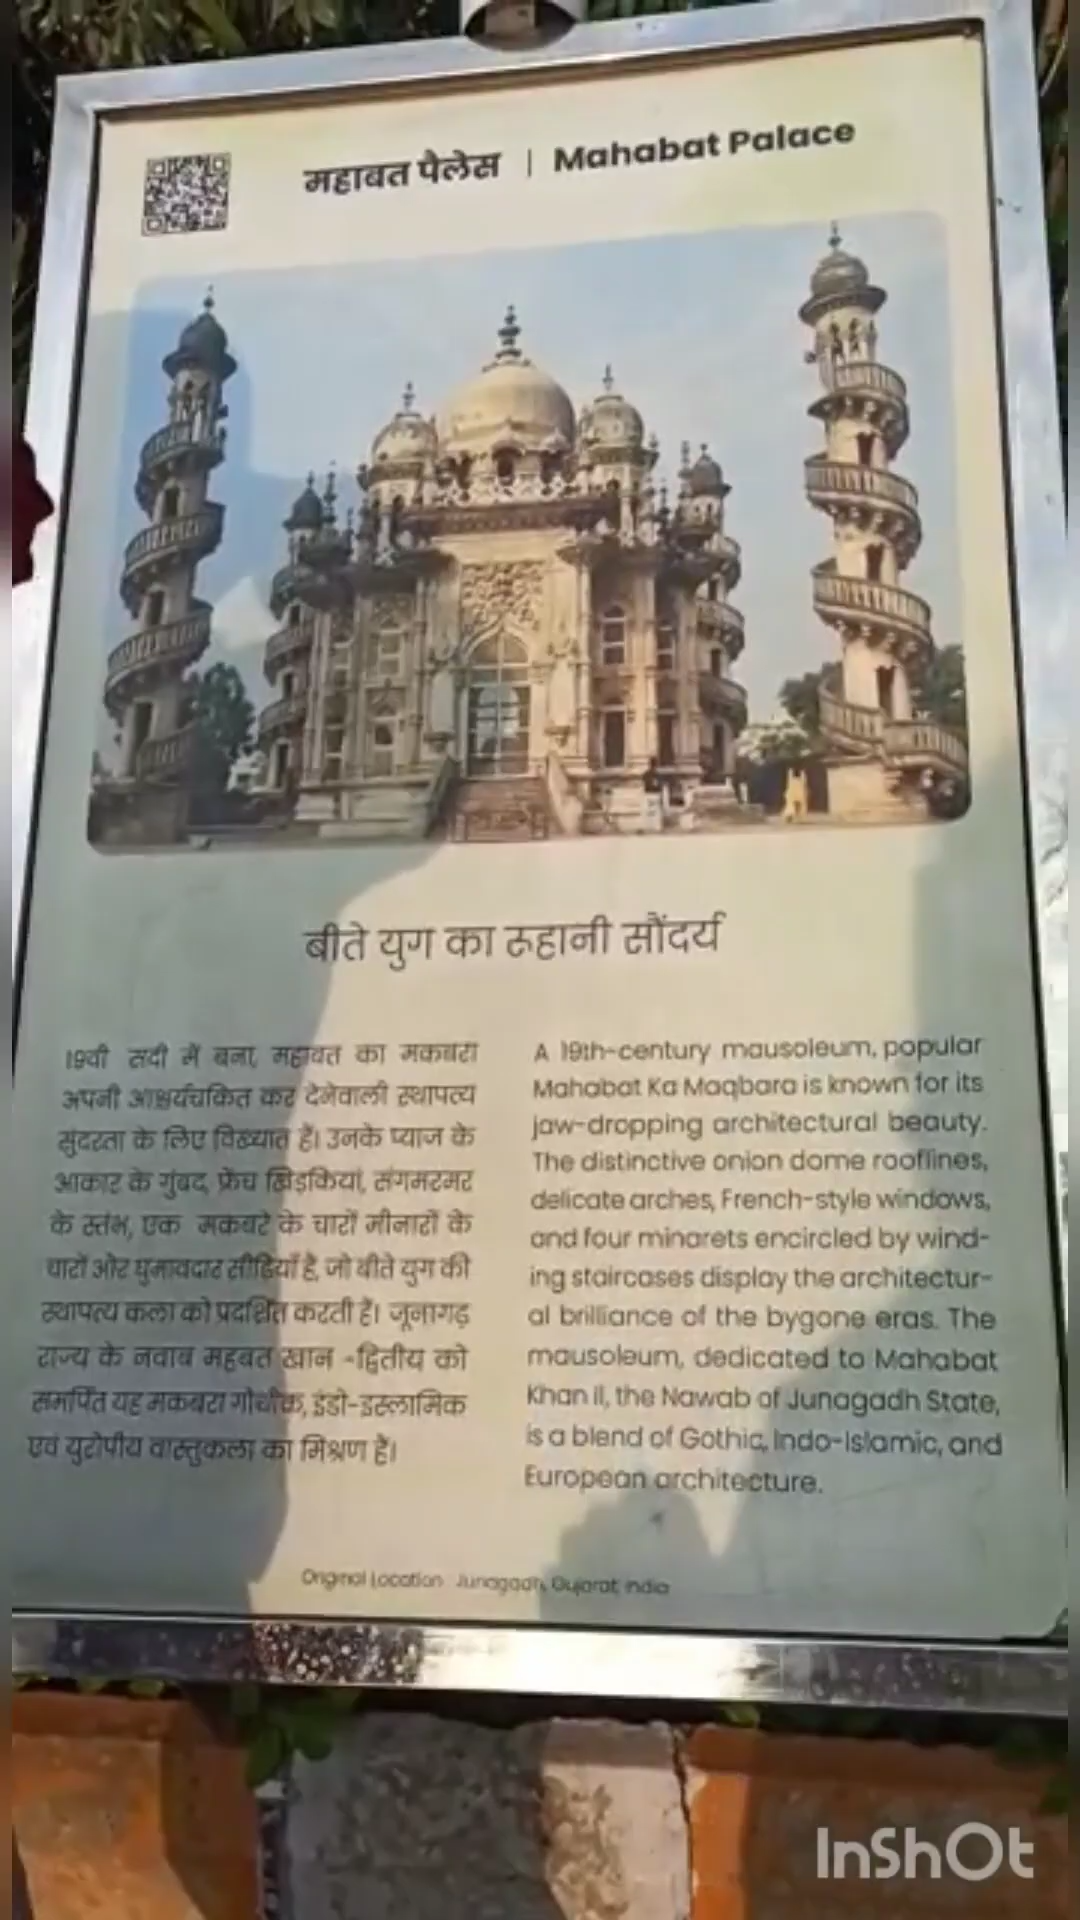 महाबत पैलेस | Mahabat Palace
बीते युग का रूहानी सौंदर्य
19वी सदी में बना, महाबत का मकबरा
अपनी आश्चर्यचकित कर देनेवाली स्थापत्य
सुंदरता के लिए विख्यात हैं। उनके प्याज के
आकार के गुंबद, फ्रेंच खिड़कियां, संगमरमर
के स्तंभ, एक मकबरे के चारों मीनारों के
चारों और घुमावदार सीढ़ियाँ है, जो बीते युग की
स्थापत्य कला को प्रदर्शित करती हैं। जूनागढ़
राज्य के नवाब महबत खान -द्वितीय को
समर्पित यह मकबरा गोथीक, इंडो-इस्लामिक
एवं युरोपीय वास्तुकला का मिश्रण हैं।
A 19th-century mausoleum, popular
Mahabat Ka Maqbara is known for its
jaw-dropping architectural beauty.
The distinctive onion dome rooflines,
delicate arches, French-style windows,
and four minarets encircled by wind-
ing staircases display the architectur-
al brilliance of the bygone eras. The
mausoleum, dedicated to Mahabat
Khan II, the Nawab of Junagadh State,
is a blend of Gothic, Indo-Islamic, and
European architecture.
Original Location Junagadh, Gujarat, India
InShOt